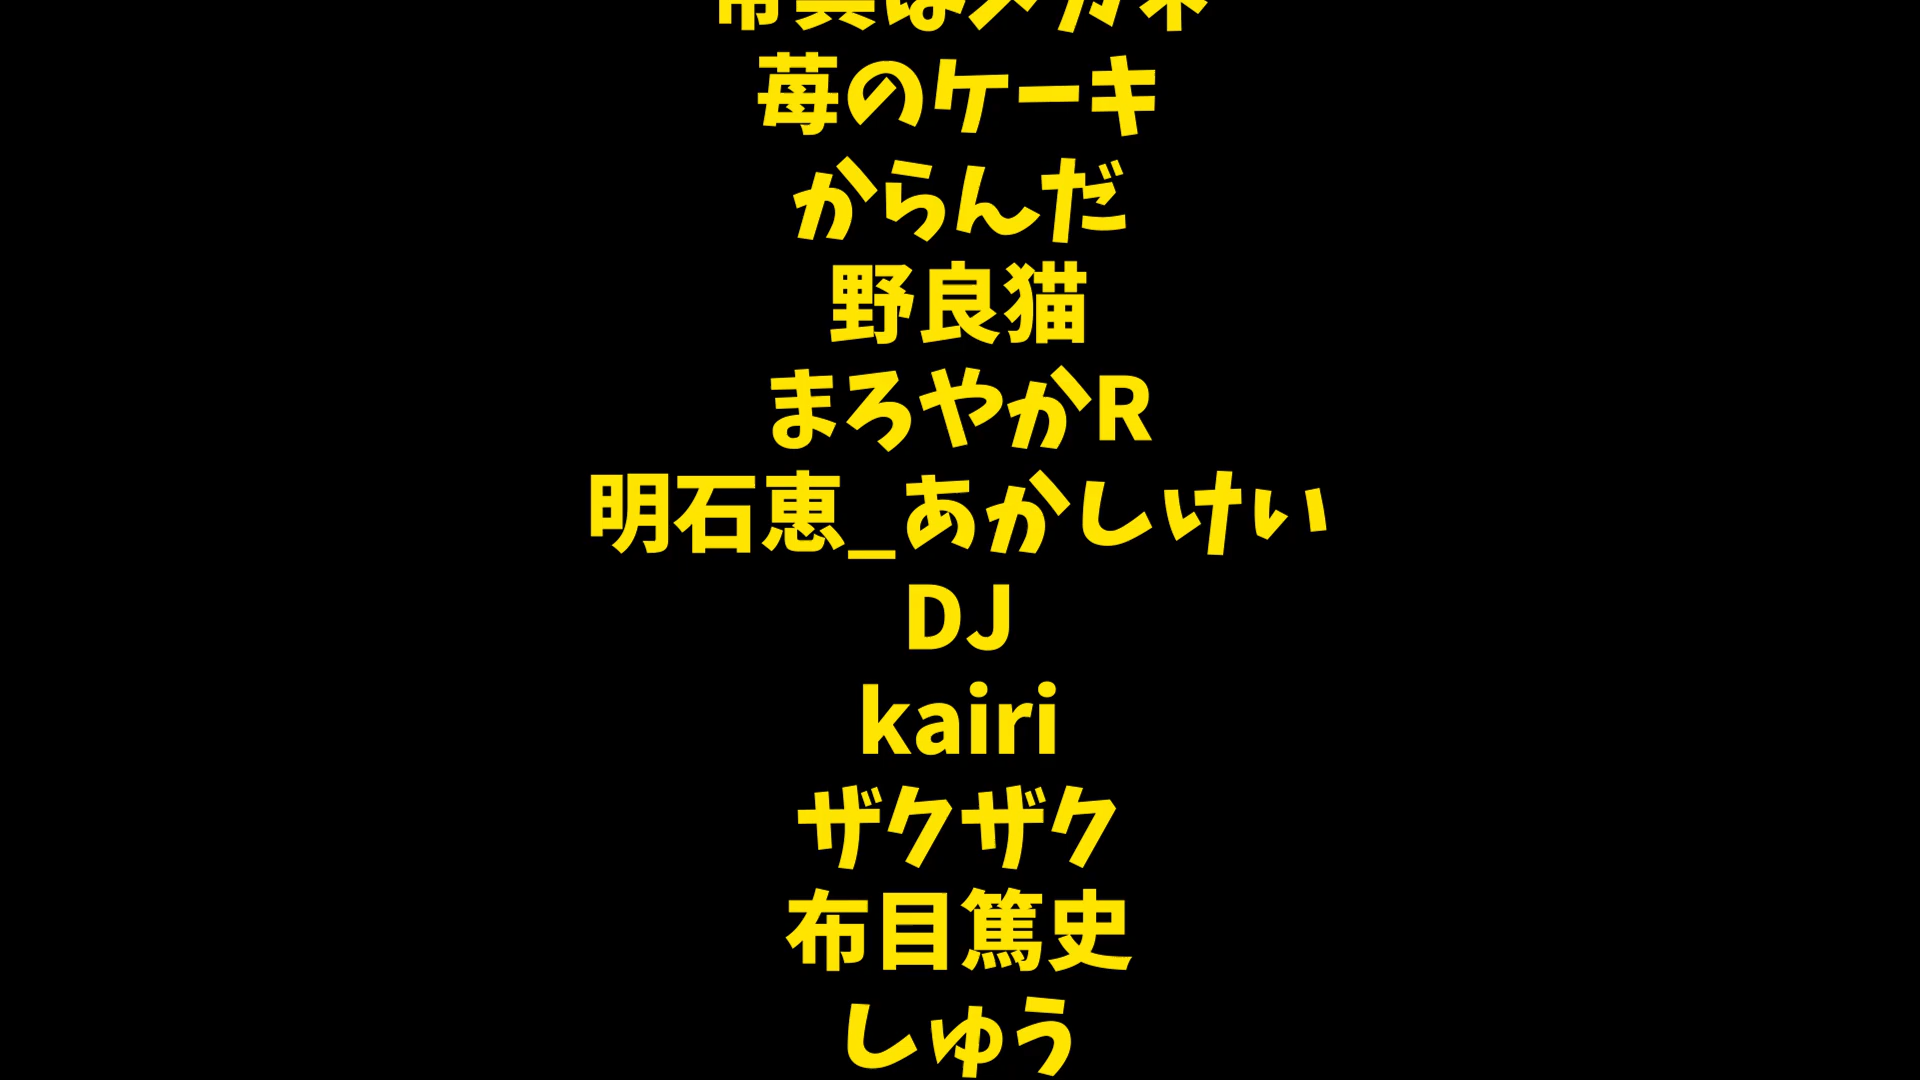 苺のケーキ
からんだ
野良猫
まろやかR
明石恵_あかしけい
DJ
kairi
ザクザク
布目篤史
しゅう